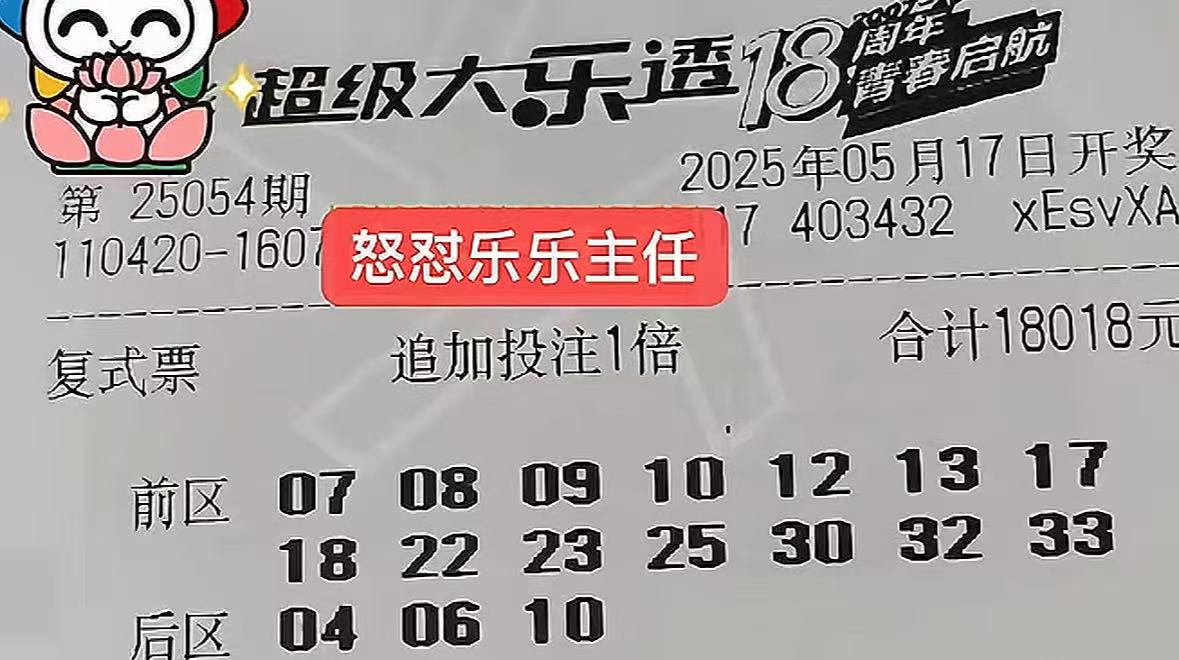 超级大乐透18周年
青春启航
2025年05月17日开奖
第 25054期
110420-1607
17 403432 xEsvXA
怒怼乐乐主任
复式票 追加投注1倍 合计18018元
前区 07 08 09 10 12 13 17
18 22 23 25 30 32 33
后区 04 06 10